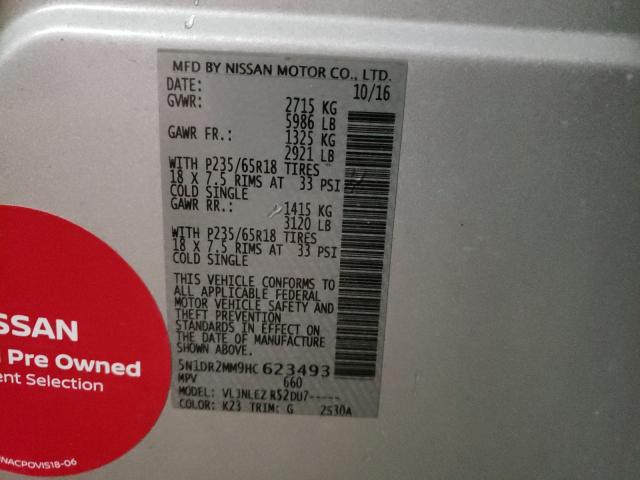 MFD BY NISSAN MOTOR CO., LTD.
DATE: 10/16
GVWR: 2715 KG
5986 LB
GAWR FR.: 1325 KG
2921 LB
WITH P235/65R18 TIRES
18 X 7.5 RIMS AT 33 PSI
COLD SINGLE
GAWR RR.: 1415 KG
3120 LB
WITH P235/65R18 TIRES
18 X 7.5 RIMS AT 33 PSI
COLD SINGLE
THIS VEHICLE CONFORMS TO
ALL APPLICABLE FEDERAL
MOTOR VEHICLE SAFETY AND
THEFT PREVENTION
STANDARDS IN EFFECT ON
THE DATE OF MANUFACTURE
SHOWN ABOVE.
5N1DR2MM9HC623493
MPV 660
MODEL: VLJNLE2 R52DU7-----
COLOR: K23 TRIM: G 2530A
SSAN
Pre Owned
ent Selection
NACPOVIS18-06